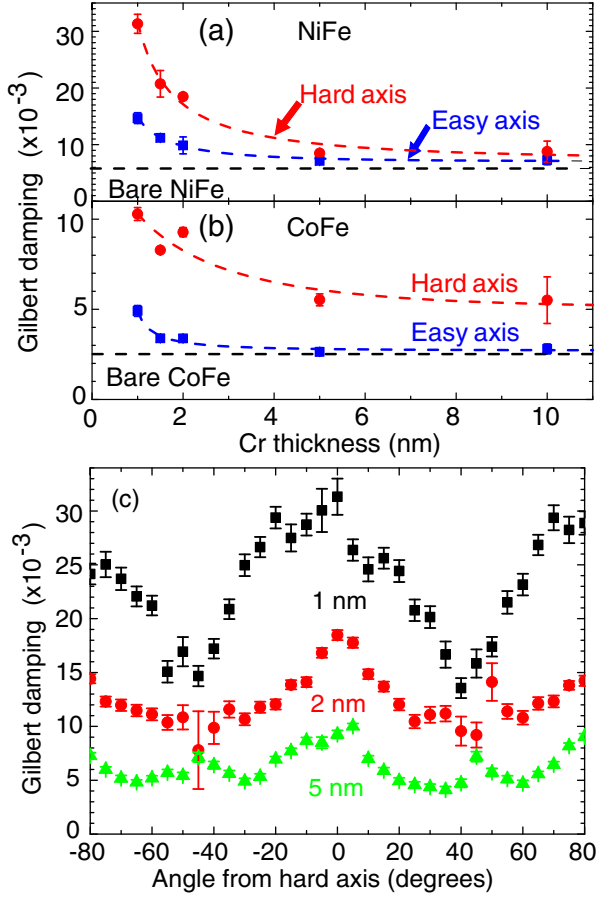 (a) NiFe
30
20
10
0
Hard axis
Easy axis
Bare NiFe
(b) CoFe
10
5
0
Hard axis
Easy axis
Bare CoFe
Gilbert damping (x10⁻³)
0 2 4 6 8 10
Cr thickness (nm)
(c)
30
25
20
15
10
5
0
1 nm
2 nm
5 nm
Gilbert damping (x10⁻³)
-80 -60 -40 -20 0 20 40 60 80
Angle from hard axis (degrees)